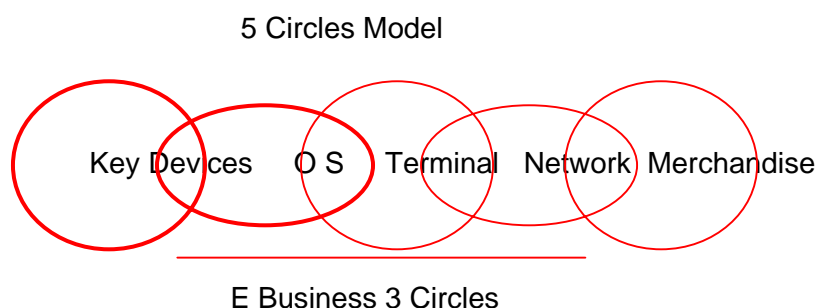 5 Circles Model
Key Devices O S Terminal Network Merchandise
E Business 3 Circles